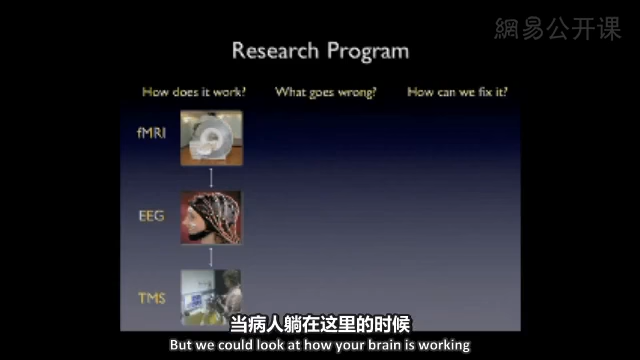 網易公开课
Research Program
How does it work? What goes wrong? How can we fix it?
fMRI
EEG
TMS
当病人躺在这里的时候
But we could look at how your brain is working